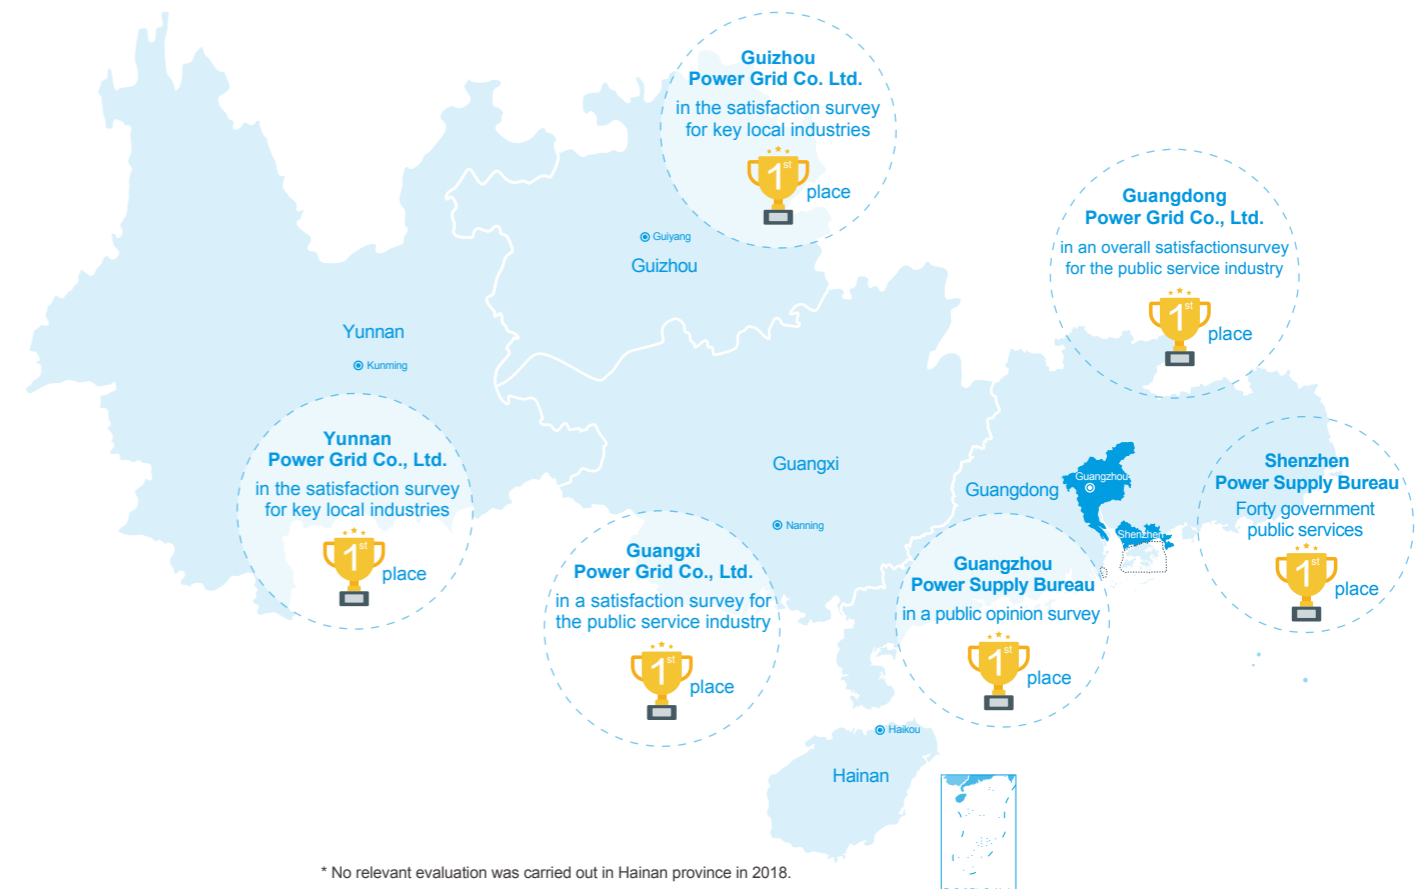 Guizhou
Power Grid Co. Ltd.
in the satisfaction survey
for key local industries
1st
place
Guangdong
Power Grid Co., Ltd.
in an overall satisfactionsurvey
for the public service industry
1st
place
Guiyang
Guizhou
Yunnan
Kunming
Yunnan
Power Grid Co., Ltd.
in the satisfaction survey
for key local industries
1st
place
Guangxi
Nanning
Guangxi
Power Grid Co., Ltd.
in a satisfaction survey for
the public service industry
1st
place
Guangdong
Guangzhou
Shenzhen
Guangzhou
Power Supply Bureau
in a public opinion survey
1st
place
Shenzhen
Power Supply Bureau
Forty government
public services
1st
place
Haikou
Hainan
* No relevant evaluation was carried out in Hainan province in 2018.